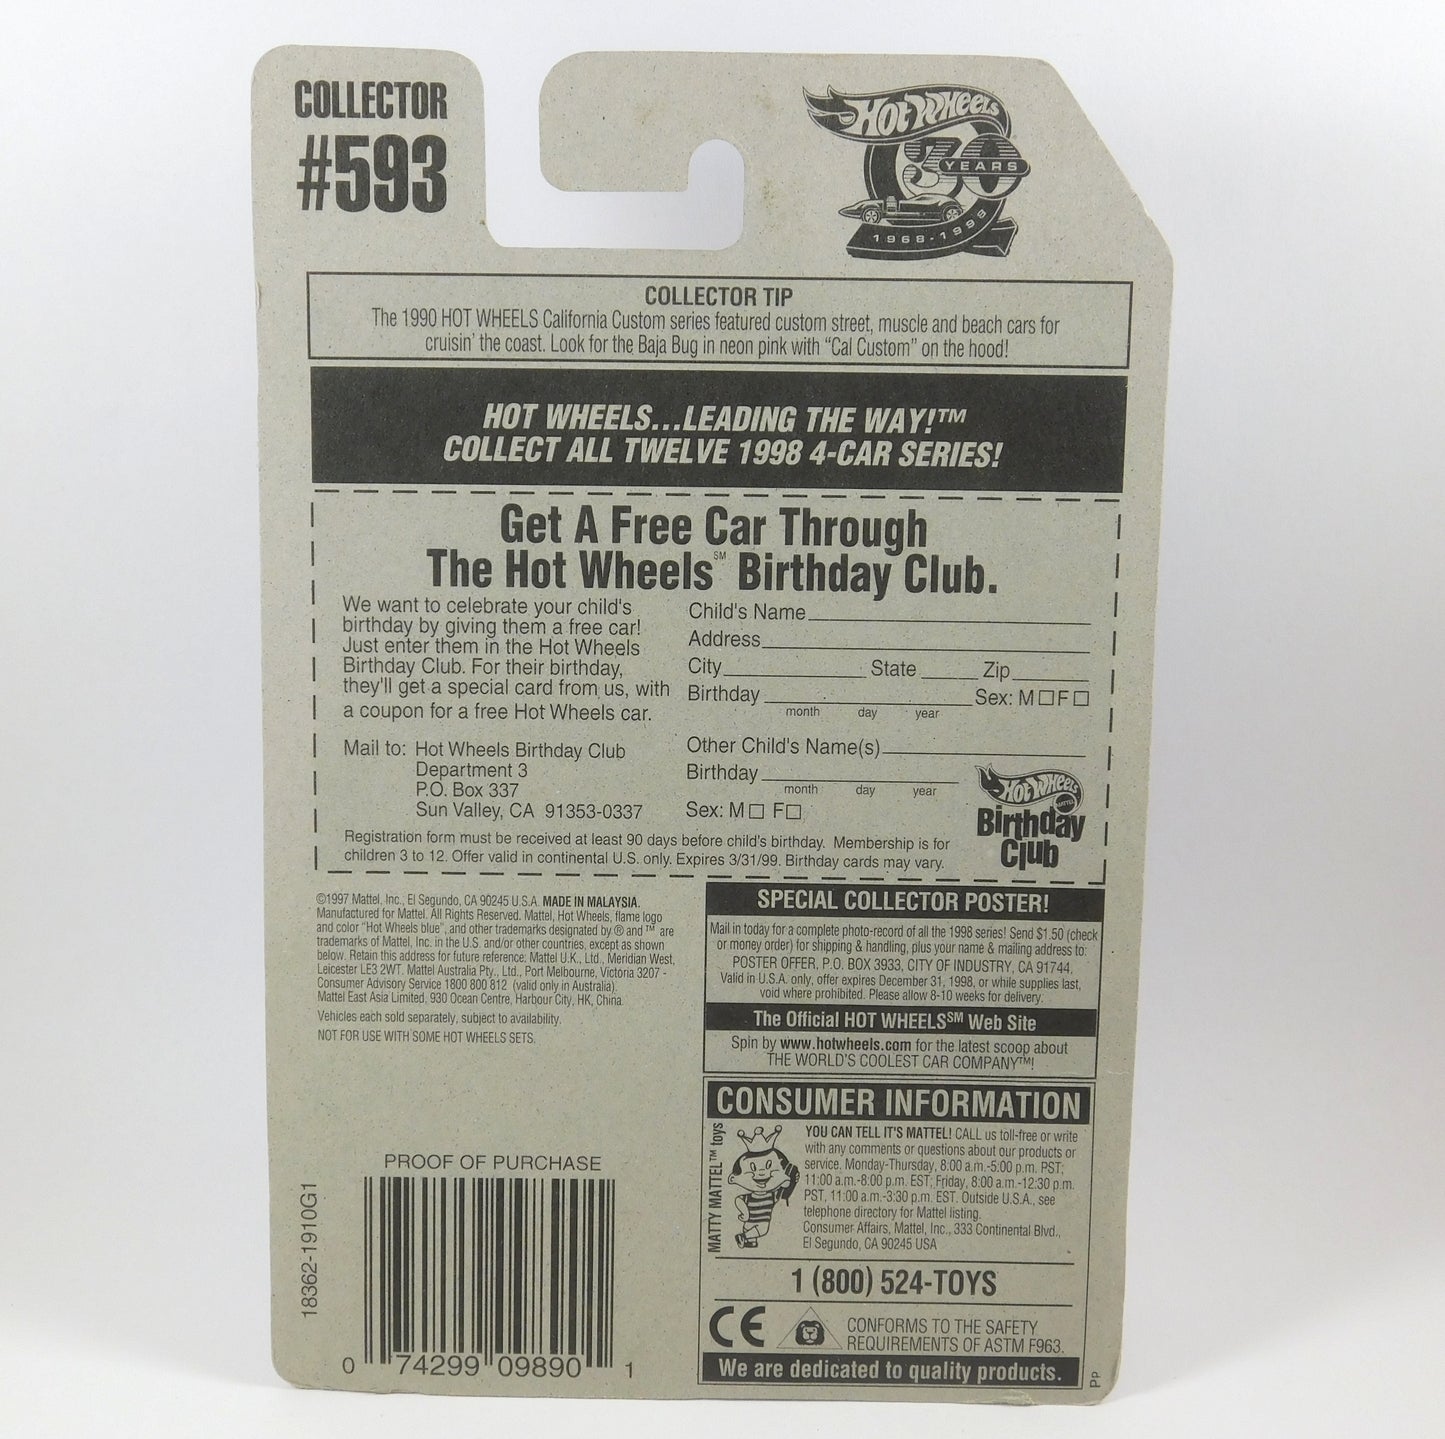 COLLECTOR
#593
Hot Wheels
30
YEARS
1968-1998
COLLECTOR TIP
The 1990 HOT WHEELS California Custom series featured custom street, muscle and beach cars for
cruisin' the coast. Look for the Baja Bug in neon pink with “Cal Custom” on the hood!
HOT WHEELS...LEADING THE WAY!™
COLLECT ALL TWELVE 1998 4-CAR SERIES!
Get A Free Car Through
The Hot Wheels℠ Birthday Club.
We want to celebrate your child's
birthday by giving them a free car!
Just enter them in the Hot Wheels
Birthday Club. For their birthday,
they'll get a special card from us, with
a coupon for a free Hot Wheels car.
Mail to: Hot Wheels Birthday Club
Department 3
P.O. Box 337
Sun Valley, CA 91353-0337
Child's Name
Address
City State Zip
Birthday Sex: M☐F☐
month day year
Other Child's Name(s)
Birthday
month day year
Sex: M☐ F☐
Hot Wheels
MATTEL
Birthday
Club
Registration form must be received at least 90 days before child's birthday. Membership is for
children 3 to 12. Offer valid in continental U.S. only. Expires 3/31/99. Birthday cards may vary.
©1997 Mattel, Inc., El Segundo, CA 90245 U.S.A. MADE IN MALAYSIA.
Manufactured for Mattel. All Rights Reserved. Mattel, Hot Wheels, flame logo
and color "Hot Wheels blue", and other trademarks designated by ® and ™ are
trademarks of Mattel, Inc. in the U.S. and/or other countries, except as shown
below. Retain this address for future reference: Mattel U.K., Ltd., Meridian West,
Leicester LE3 2WT. Mattel Australia Pty., Ltd., Port Melbourne, Victoria 3207 -
Consumer Advisory Service 1800 800 812 (valid only in Australia).
Mattel East Asia Limited, 930 Ocean Centre, Harbour City, HK, China.
Vehicles each sold separately, subject to availability.
NOT FOR USE WITH SOME HOT WHEELS SETS.
SPECIAL COLLECTOR POSTER!
Mail in today for a complete photo-record of all the 1998 series! Send $1.50 (check
or money order) for shipping & handling, plus your name & mailing address to:
POSTER OFFER, P.O. BOX 3933, CITY OF INDUSTRY, CA 91744.
Valid in U.S.A. only, offer expires December 31, 1998, or while supplies last,
void where prohibited. Please allow 8-10 weeks for delivery.
The Official HOT WHEELS℠ Web Site
Spin by www.hotwheels.com for the latest scoop about
THE WORLD'S COOLEST CAR COMPANY™!
CONSUMER INFORMATION
MATTY MATTEL™ toys
YOU CAN TELL IT'S MATTEL! CALL us toll-free or write
with any comments or questions about our products or
service, Monday-Thursday, 8:00 a.m.-5:00 p.m. PST;
11:00 a.m.-8:00 p.m. EST; Friday, 8:00 a.m.-12:30 p.m.
PST, 11:00 a.m.-3:30 p.m. EST. Outside U.S.A., see
telephone directory for Mattel listing.
Consumer Affairs, Mattel, Inc., 333 Continental Blvd.,
El Segundo, CA 90245 USA
1 (800) 524-TOYS
CE
CONFORMS TO THE SAFETY
REQUIREMENTS OF ASTM F963.
We are dedicated to quality products.
PP
PROOF OF PURCHASE
18362-1910G1
0 74299 09890 1